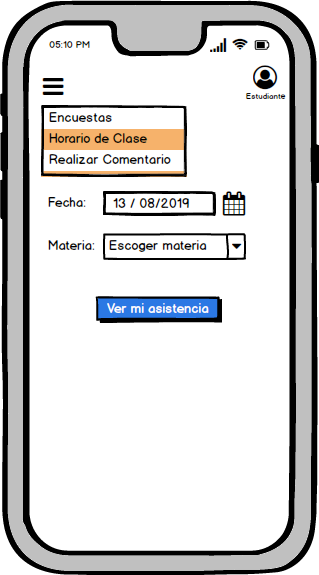 05:10 PM
Estudiante
Encuestas
Horario de Clase
Realizar Comentario
Fecha: 13 / 08/2019
Materia: Escoger materia
Ver mi asistencia